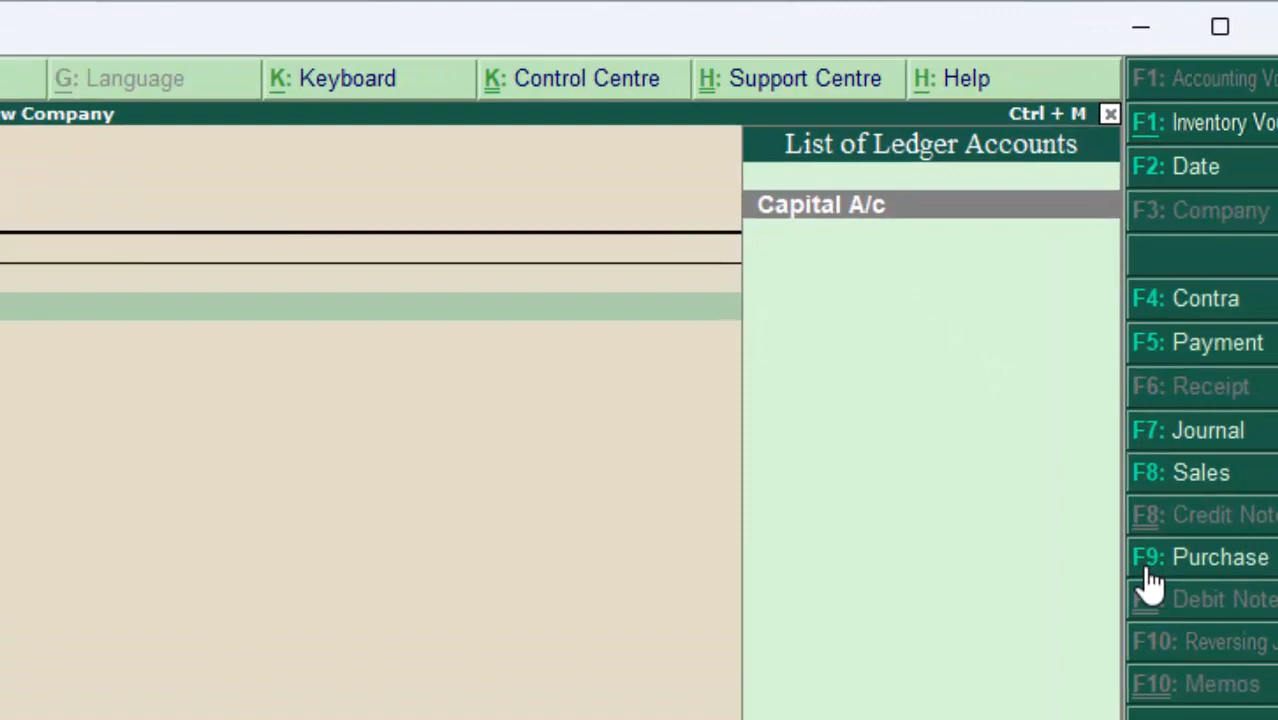 G: Language
K: Keyboard
K: Control Centre
H: Support Centre
H: Help
w Company
Ctrl + M
List of Ledger Accounts
Capital A/c
F1: Accounting Vo
F1: Inventory Vou
F2: Date
F3: Company
F4: Contra
F5: Payment
F6: Receipt
F7: Journal
F8: Sales
F8: Credit Note
F9: Purchase
Debit Note
F10: Reversing J
F10: Memos